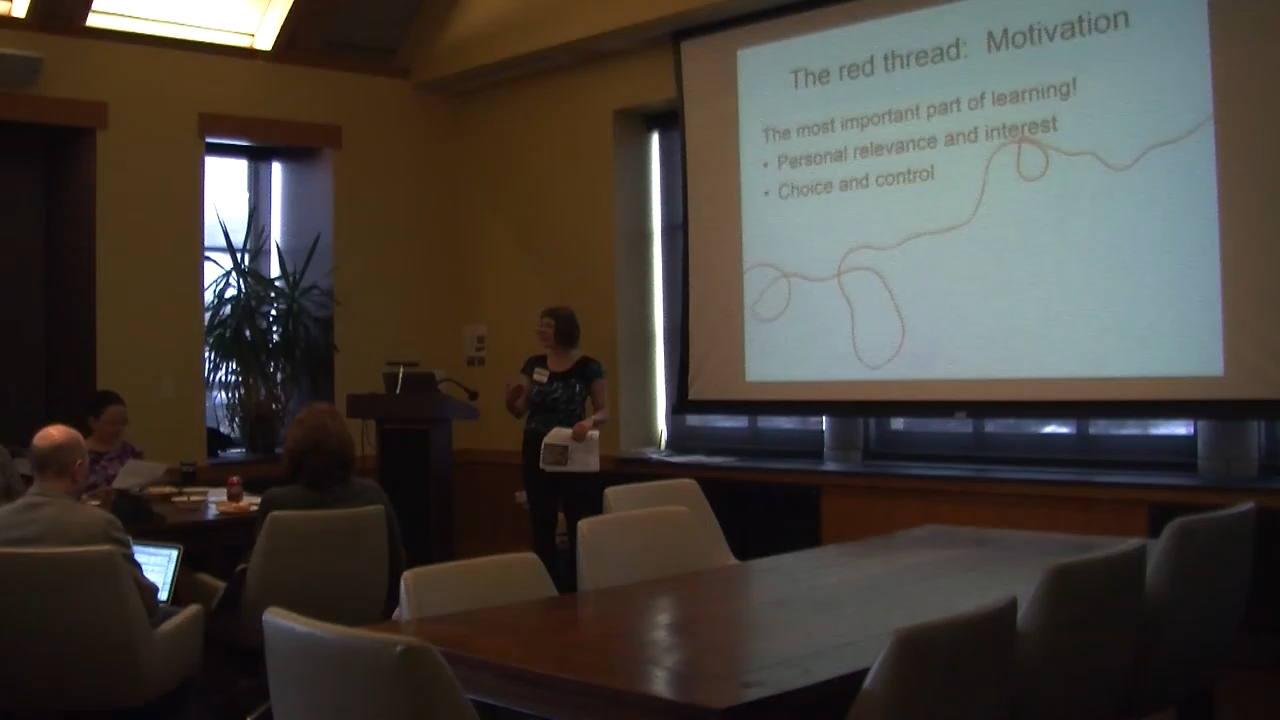 The red thread: Motivation
The most important part of learning!
• Personal relevance and interest
• Choice and control